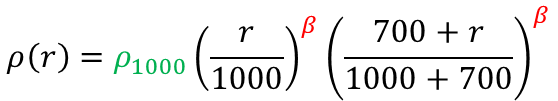 ρ(r) = ρ₁₀₀₀ (r/1000)^β ((700 + r)/(1000 + 700))^β